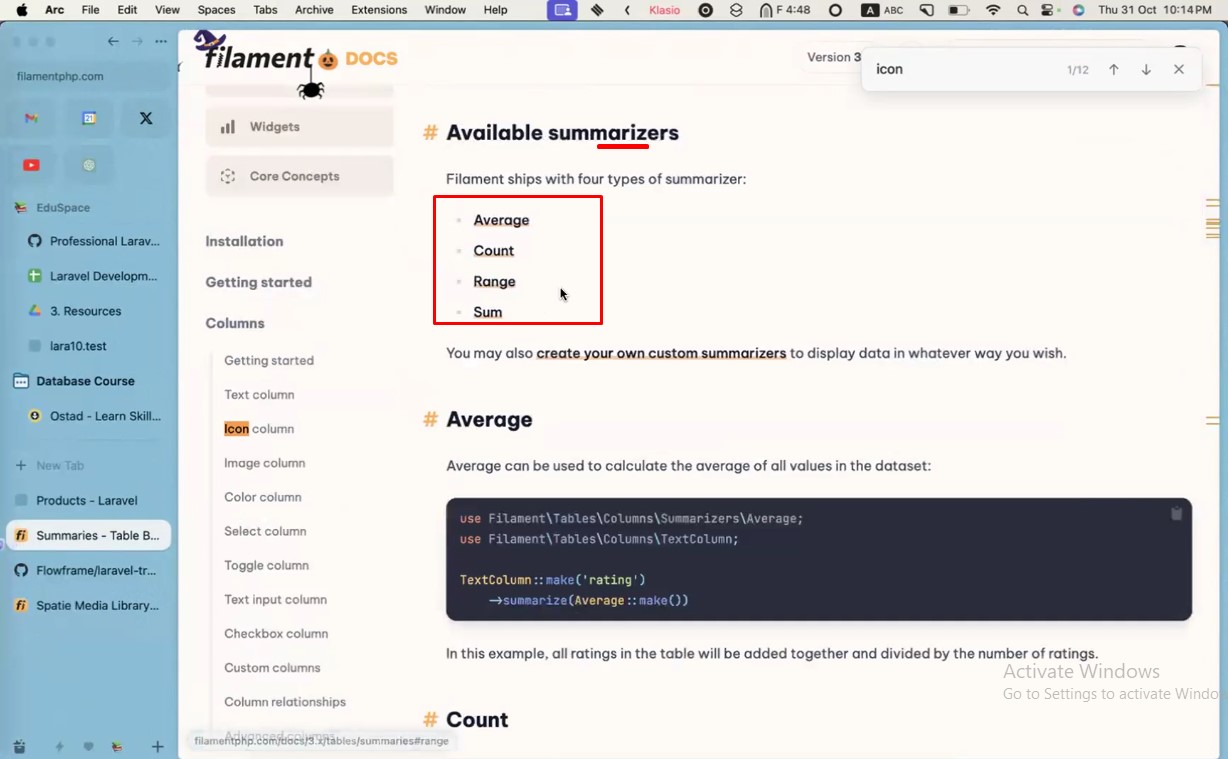 Arc File Edit View Spaces Tabs Archive Extensions Window Help Klasio F 4:48 A ABC Thu 31 Oct 10:14 PM
filamentphp.com
21
EduSpace
Professional Larav...
Laravel Developm...
3. Resources
lara10.test
Database Course
Ostad - Learn Skill...
New Tab
Products - Laravel
Summaries - Table B...
Flowframe/laravel-tr...
Spatie Media Library...
filament DOCS
Version 3
icon 1/12
Widgets
Core Concepts
Installation
Getting started
Columns
Getting started
Text column
Icon column
Image column
Color column
Select column
Toggle column
Text input column
Checkbox column
Custom columns
Column relationships
Advanced columns
filamentphp.com/docs/3.x/tables/summaries#range
# Available summarizers
Filament ships with four types of summarizer:
Average
Count
Range
Sum
You may also create your own custom summarizers to display data in whatever way you wish.
# Average
Average can be used to calculate the average of all values in the dataset:
use Filament\Tables\Columns\Summarizers\Average;
use Filament\Tables\Columns\TextColumn;
TextColumn::make('rating')
->summarize(Average::make())
In this example, all ratings in the table will be added together and divided by the number of ratings.
# Count
Activate Windows
Go to Settings to activate Windo